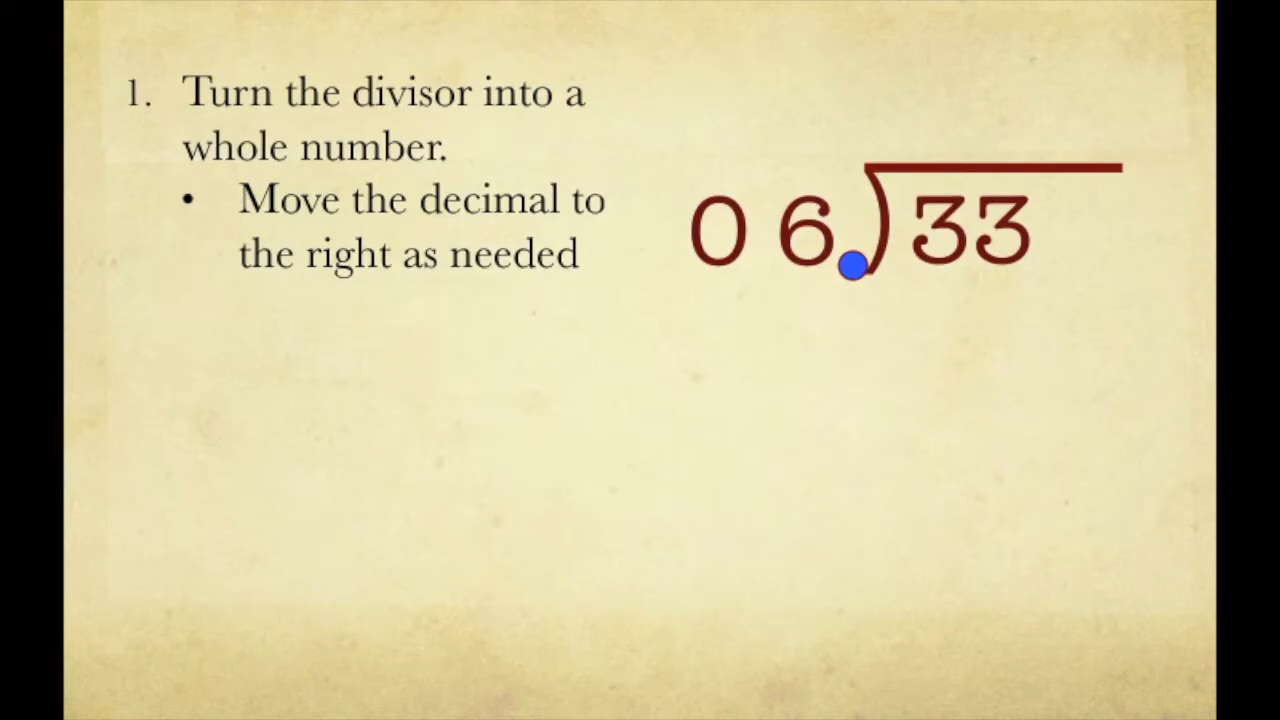 1. Turn the divisor into a
whole number.
• Move the decimal to
the right as needed
0 6.)33